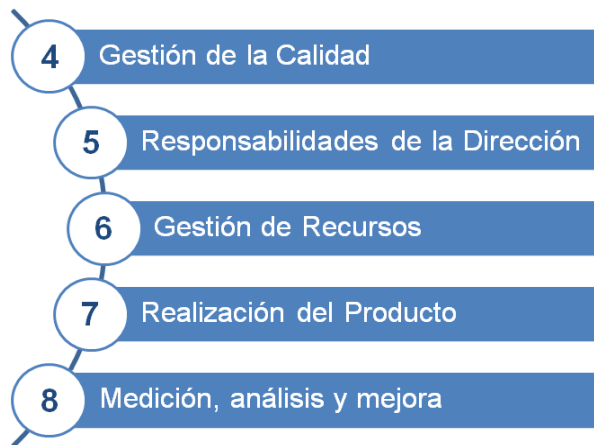 4 Gestión de la Calidad
5 Responsabilidades de la Dirección
6 Gestión de Recursos
7 Realización del Producto
8 Medición, análisis y mejora